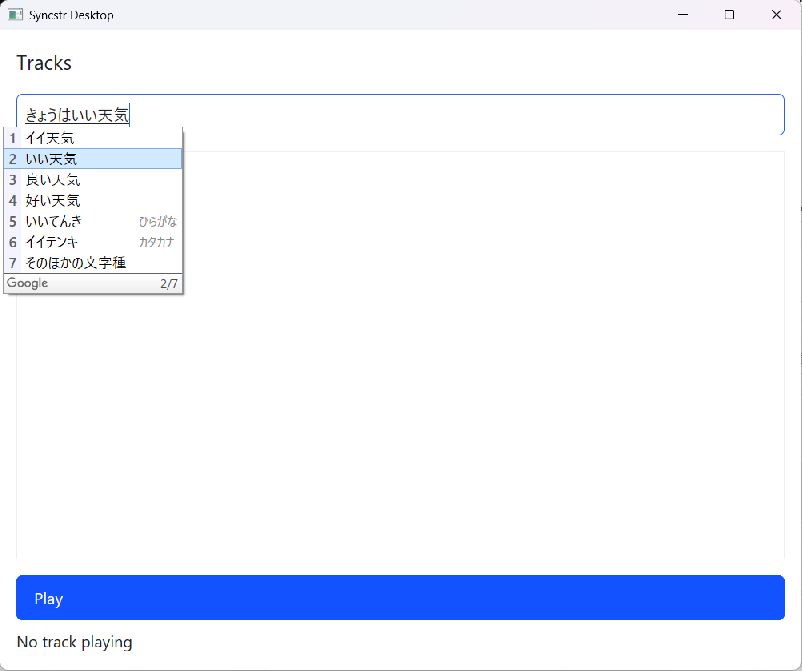 Syncstr Desktop
Tracks
きょうはいい天気
1 イイ天気
2 いい天気
3 良い天気
4 好い天気
5 いいてんき ひらがな
6 イイテンキ カタカナ
7 そのほかの文字種
Google 2/7
Play
No track playing